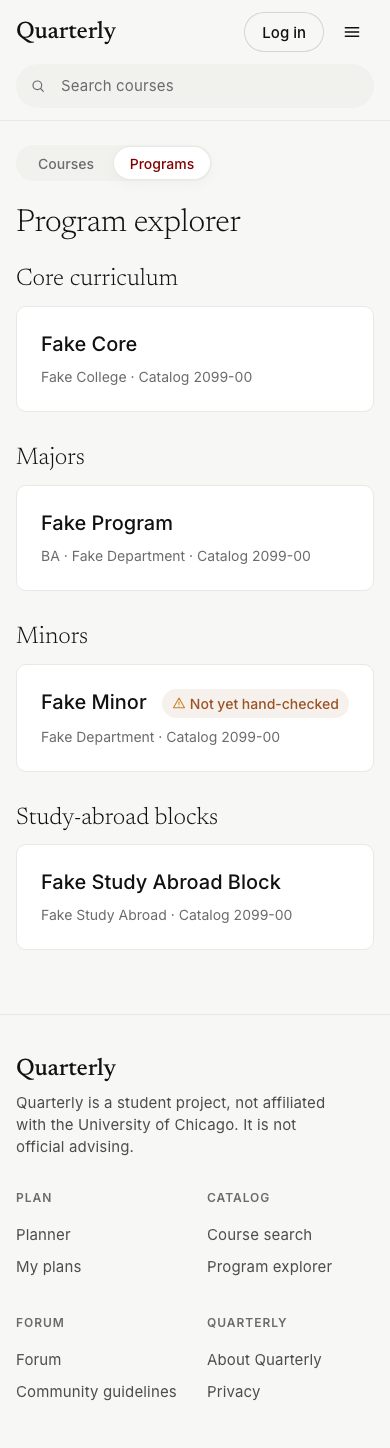 Quarterly
Log in
Search courses
Courses
Programs
Program explorer
Core curriculum
Fake Core
Fake College · Catalog 2099-00
Majors
Fake Program
BA · Fake Department · Catalog 2099-00
Minors
Fake Minor
Not yet hand-checked
Fake Department · Catalog 2099-00
Study-abroad blocks
Fake Study Abroad Block
Fake Study Abroad · Catalog 2099-00
Quarterly
Quarterly is a student project, not affiliated
with the University of Chicago. It is not
official advising.
PLAN
Planner
My plans
CATALOG
Course search
Program explorer
FORUM
Forum
Community guidelines
QUARTERLY
About Quarterly
Privacy